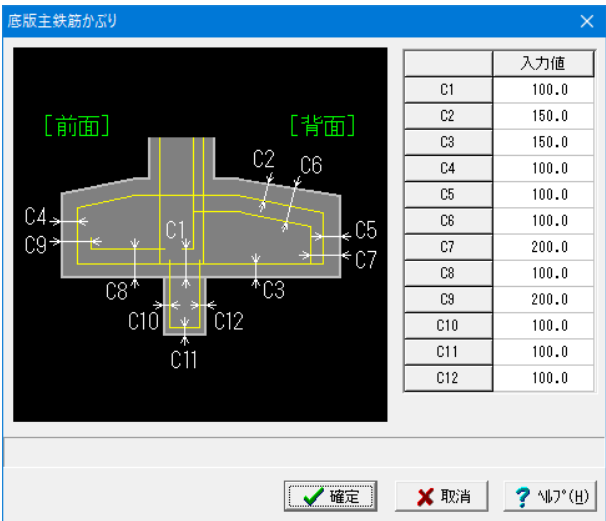 底版主鉄筋かぶり
[前面]
[背面]
C2
C6
C4
C1
C5
C9
C7
C8
C3
C10
C12
C11
入力値
C1 100.0
C2 150.0
C3 150.0
C4 100.0
C5 100.0
C6 100.0
C7 200.0
C8 100.0
C9 200.0
C10 100.0
C11 100.0
C12 100.0
確定
取消
ﾍﾙﾌﾟ(H)